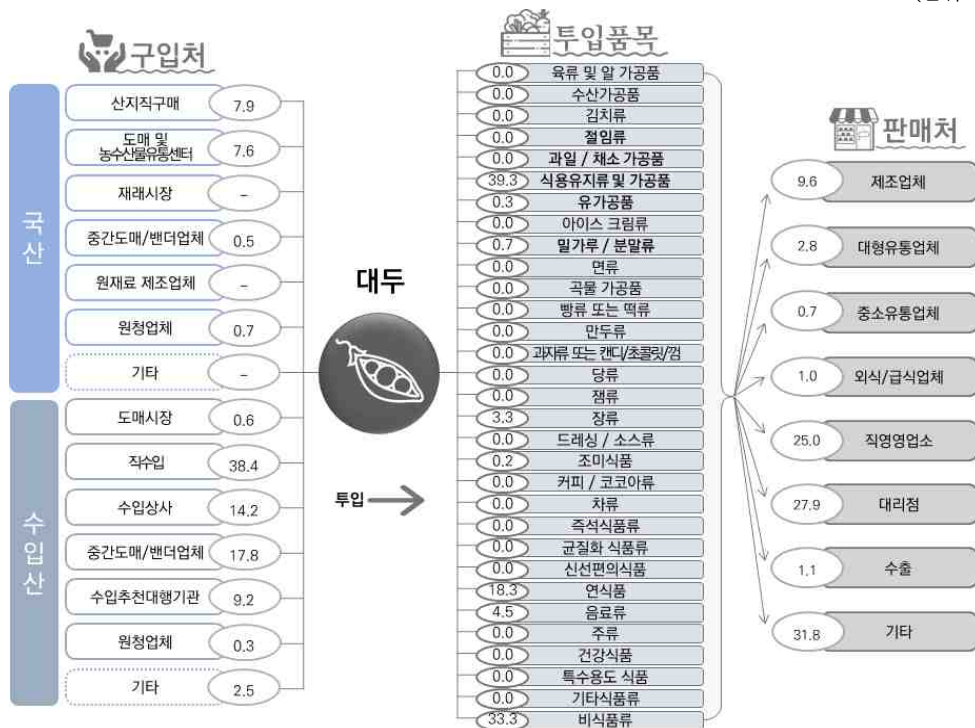 구입처
국산
산지직구매 7.9
도매 및
농수산물유통센터 7.6
재래시장 –
중간도매/밴더업체 0.5
원재료 제조업체 –
원청업체 0.7
기타 –
수입산
도매시장 0.6
직수입 38.4
수입상사 14.2
중간도매/밴더업체 17.8
수입추천대행기관 9.2
원청업체 0.3
기타 2.5
대두
투입
투입품목
0.0 육류 및 알 가공품
0.0 수산가공품
0.0 김치류
0.0 절임류
0.0 과일 / 채소 가공품
39.3 식용유지류 및 가공품
0.3 유가공품
0.0 아이스 크림류
0.7 밀가루 / 분말류
0.0 면류
0.0 곡물 가공품
0.0 빵류 또는 떡류
0.0 만두류
0.0 과자류 또는 캔디/초콜릿/껌
0.0 당류
0.0 잼류
3.3 장류
0.0 드레싱 / 소스류
0.2 조미식품
0.0 커피 / 코코아류
0.0 차류
0.0 즉석식품류
0.0 균질화 식품류
0.0 신선편의식품
18.3 연식품
4.5 음료류
0.0 주류
0.0 건강식품
0.0 특수용도 식품
0.0 기타식품류
33.3 비식품류
판매처
9.6 제조업체
2.8 대형유통업체
0.7 중소유통업체
1.0 외식/급식업체
25.0 직영영업소
27.9 대리점
1.1 수출
31.8 기타